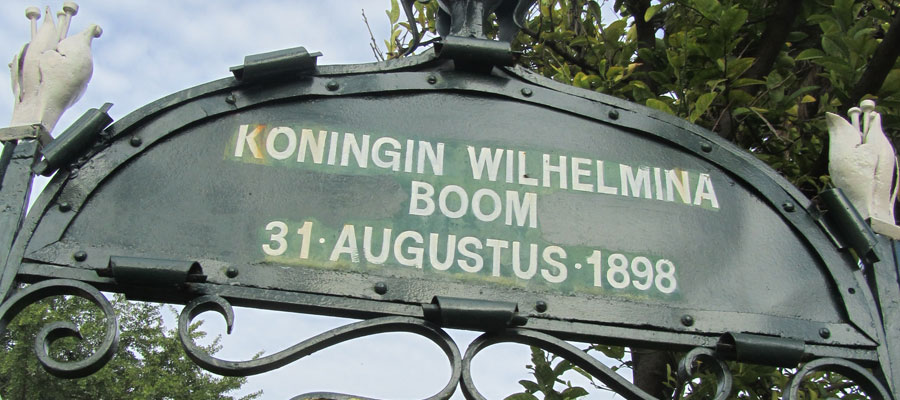 KONINGIN WILHELMINA
BOOM
31·AUGUSTUS·1898